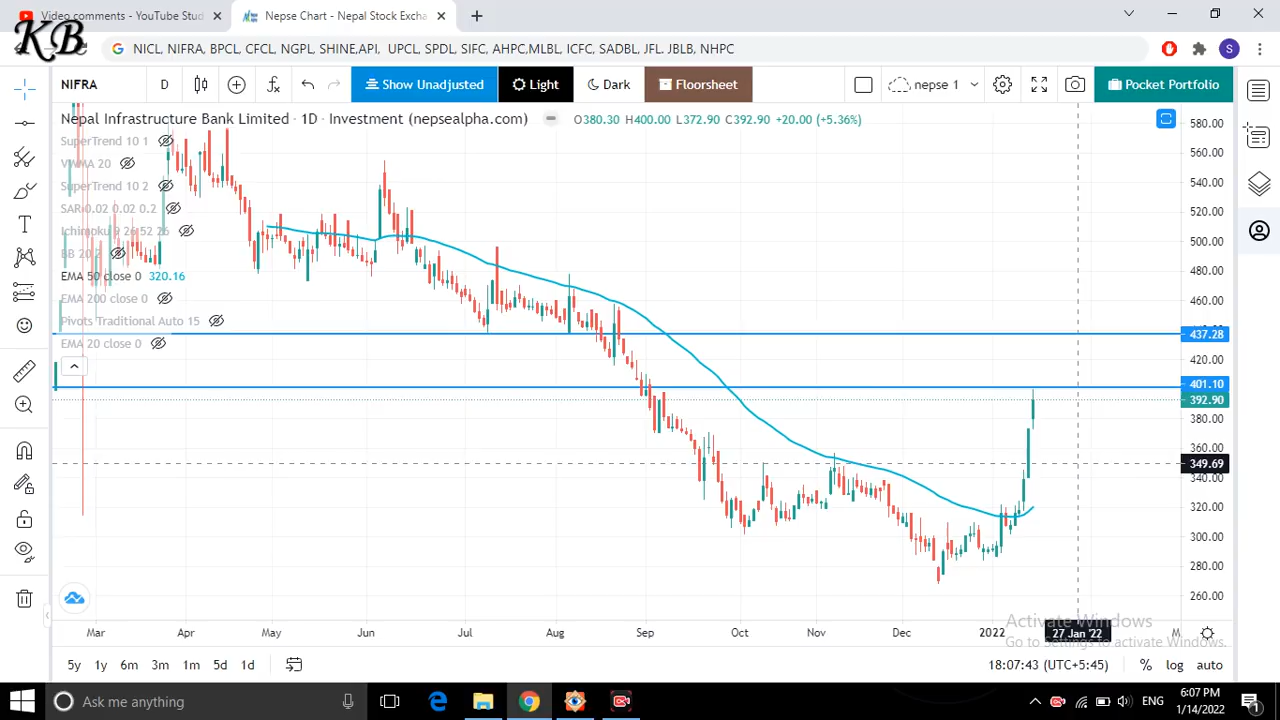 Video comments - YouTube Stud
Nepse Chart - Nepal Stock Excha
KB
NICL, NIFRA, BPCL, CFCL, NGPL, SHINE,API, UPCL, SPDL, SIFC, AHPC,MLBL, ICFC, SADBL, JFL. JBLB, NHPC
S
NIFRA
D
Show Unadjusted
Light
Dark
Floorsheet
nepse 1
Pocket Portfolio
Nepal Infrastructure Bank Limited · 1D · Investment (nepsealpha.com)
O380.30 H400.00 L372.90 C392.90 +20.00 (+5.36%)
SuperTrend 10 1
VWMA 20
SuperTrend 10 2
SAR 0.02 0.02 0.2
Ichimoku 9 26 52 26
BB 20 2
EMA 50 close 0 320.16
EMA 200 close 0
Pivots Traditional Auto 15
EMA 20 close 0
580.00
560.00
540.00
520.00
500.00
480.00
460.00
437.28
420.00
401.10
392.90
380.00
360.00
349.69
340.00
320.00
300.00
280.00
260.00
Mar
Apr
May
Jun
Jul
Aug
Sep
Oct
Nov
Dec
2022
27 Jan '22
M
Activate Windows
Go to Settings to activate Windows.
5y 1y 6m 3m 1m 5d 1d
18:07:43 (UTC+5:45)
% log auto
Ask me anything
ENG
6:07 PM
1/14/2022
1